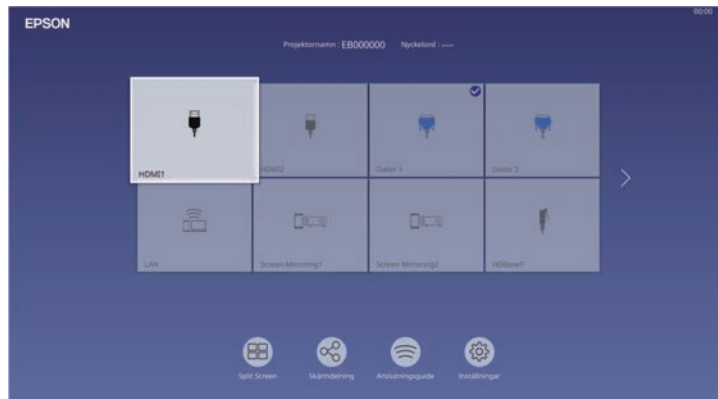 00:00
EPSON
Projektornamn : EB000000 Nyckelord : ----
HDMI1 HDMI2 Dator 1 Dator 2
LAN Screen Mirroring1 Screen Mirroring2 HDBaseT
Split Screen Skärmdelning Anslutningsguide Inställningar